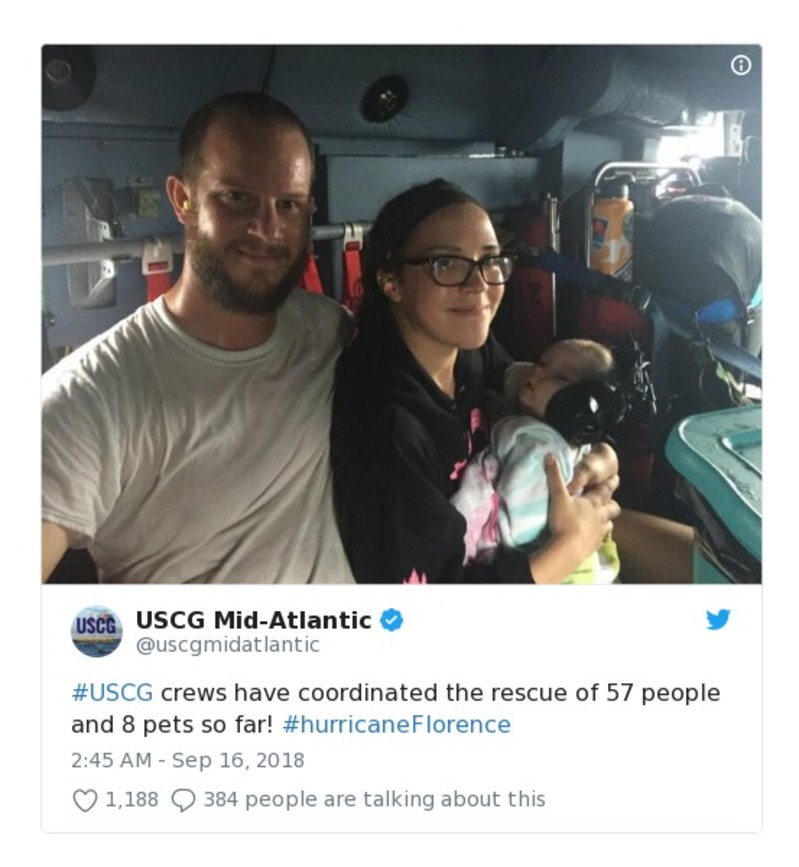 USCG
USCG Mid-Atlantic
@uscgmidatlantic
#USCG crews have coordinated the rescue of 57 people
and 8 pets so far! #hurricaneFlorence
2:45 AM - Sep 16, 2018
1,188 384 people are talking about this